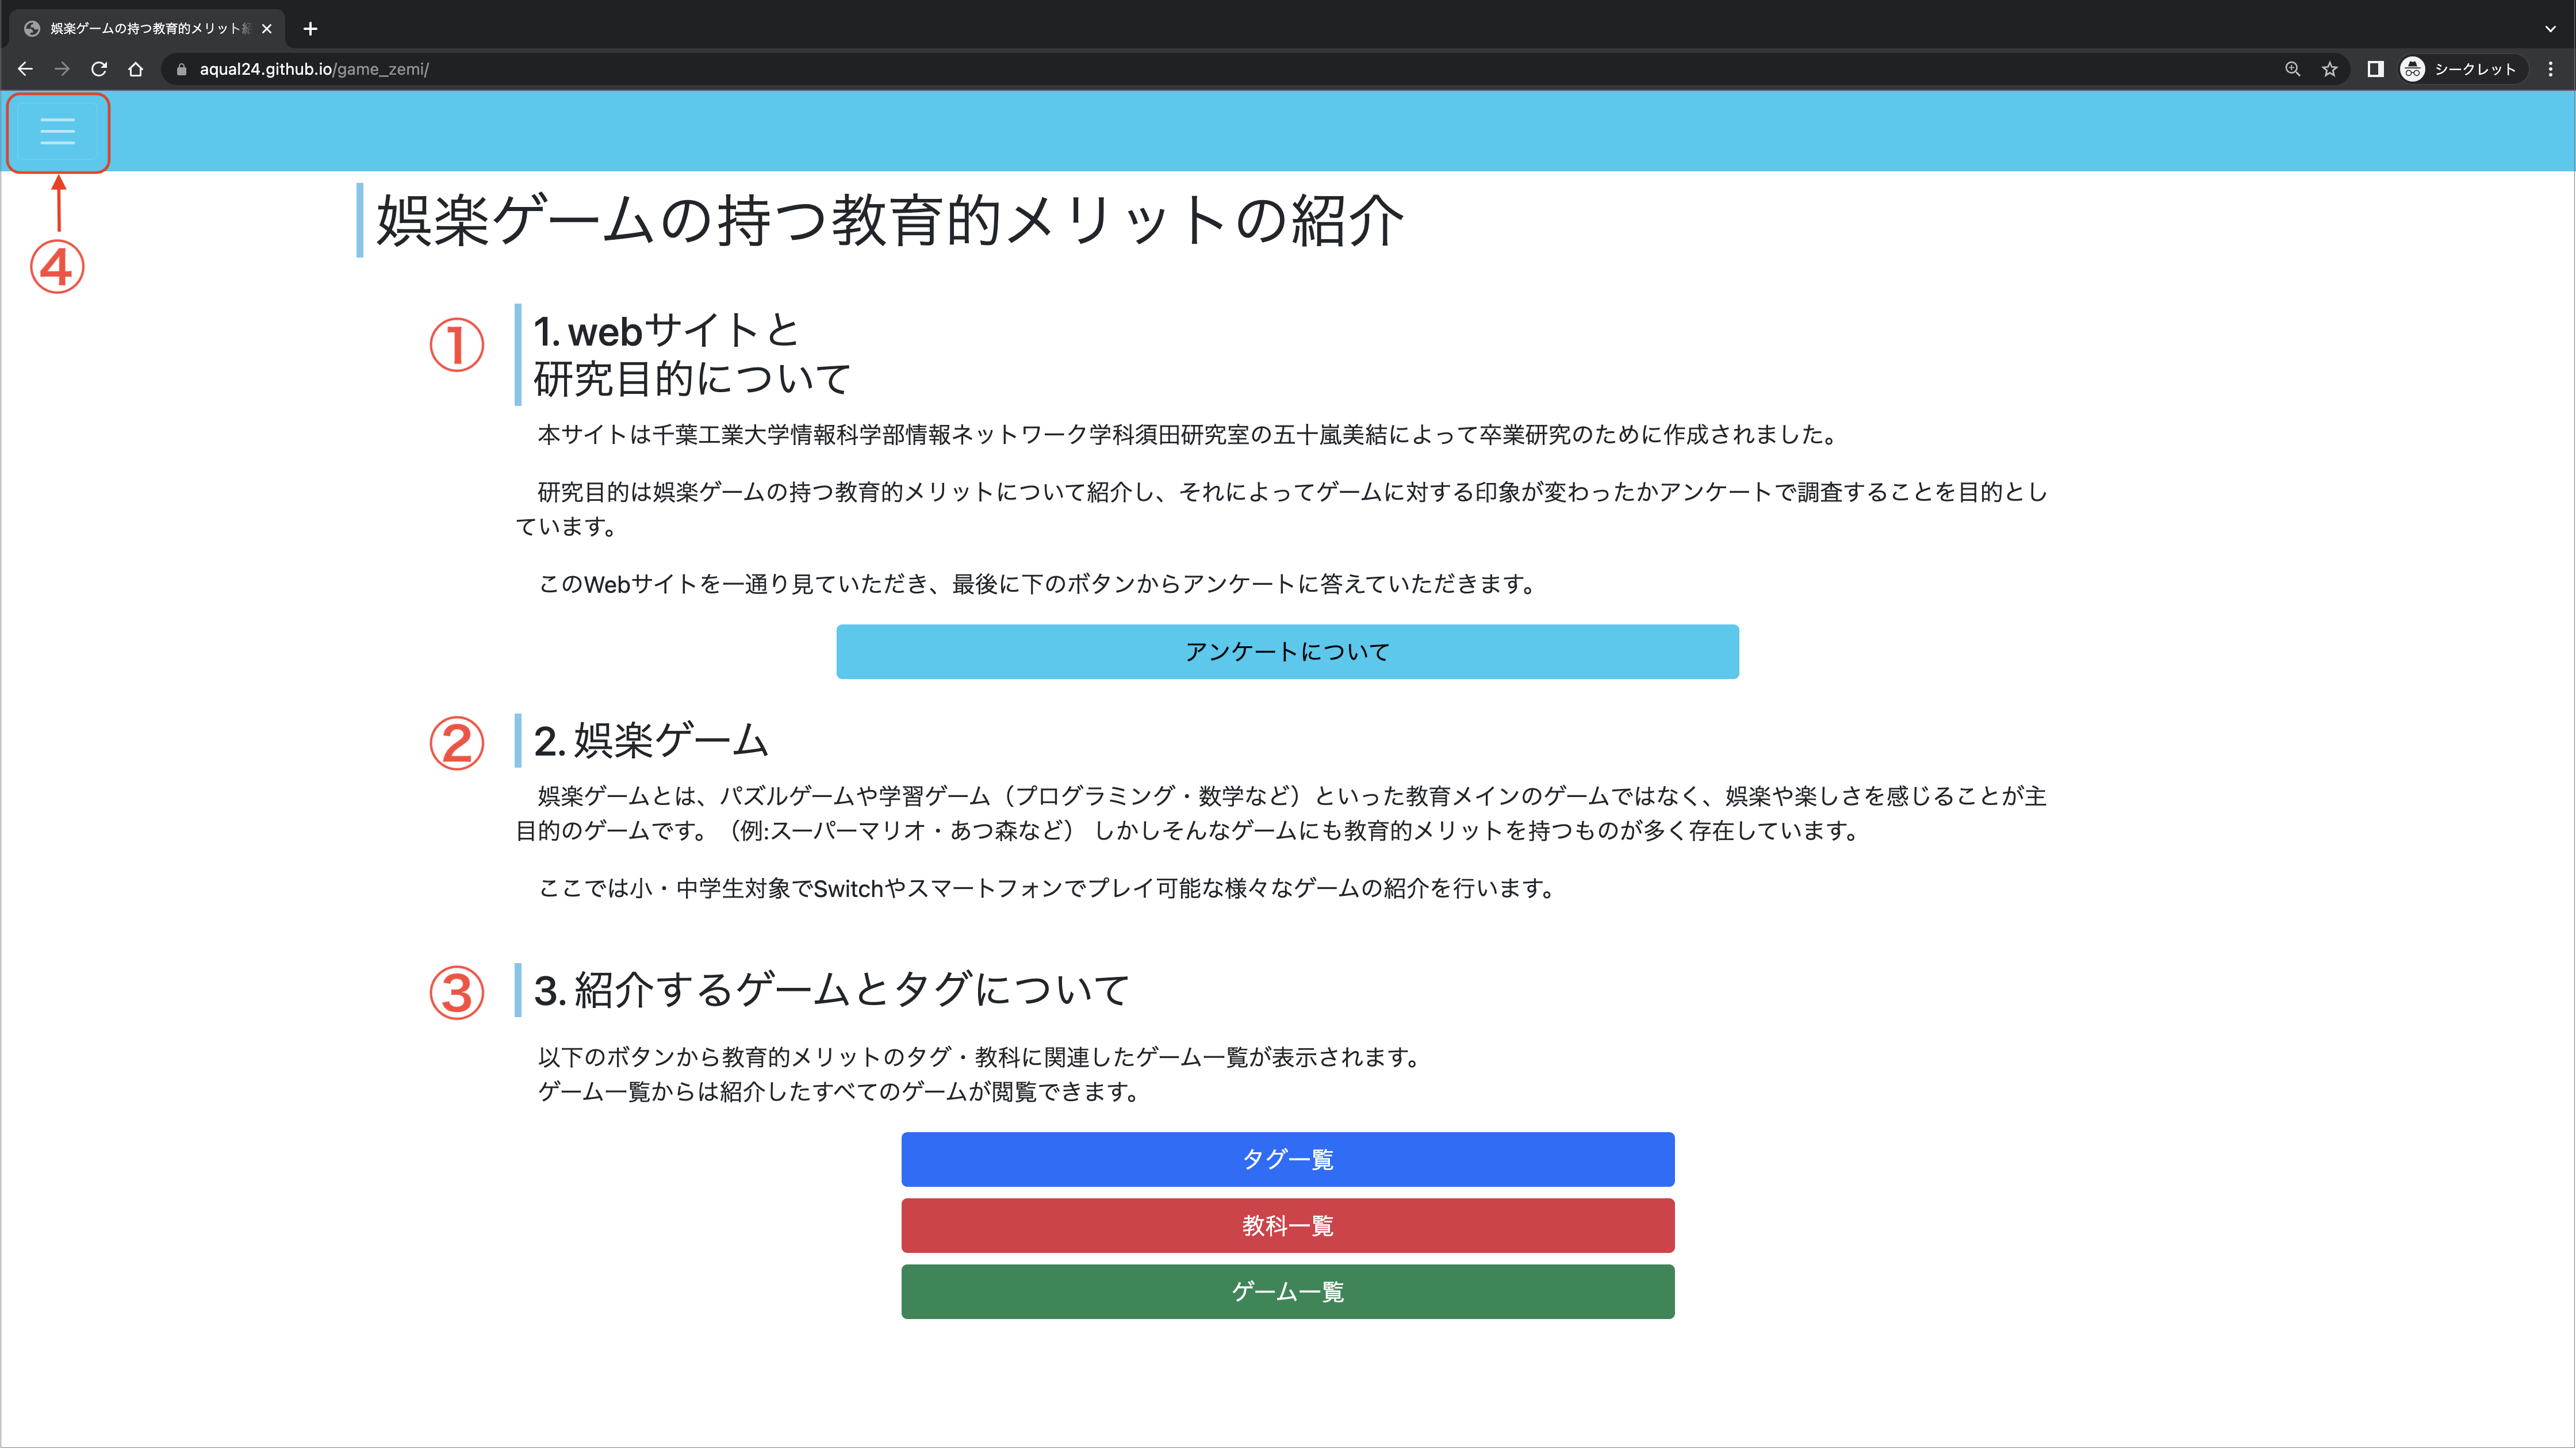 娯楽ゲームの持つ教育的メリット
aqual24.github.io/game_zemi/
シークレット
④
娯楽ゲームの持つ教育的メリットの紹介
①
1. webサイトと
研究目的について
本サイトは千葉工業大学情報科学部情報ネットワーク学科須田研究室の五十嵐美結によって卒業研究のために作成されました。
研究目的は娯楽ゲームの持つ教育的メリットについて紹介し、それによってゲームに対する印象が変わったかアンケートで調査することを目的とし
ています。
このWebサイトを一通り見ていただき、最後に下のボタンからアンケートに答えていただきます。
アンケートについて
②
2. 娯楽ゲーム
娯楽ゲームとは、パズルゲームや学習ゲーム（プログラミング・数学など）といった教育メインのゲームではなく、娯楽や楽しさを感じることが主
目的のゲームです。（例:スーパーマリオ・あつ森など） しかしそんなゲームにも教育的メリットを持つものが多く存在しています。
ここでは小・中学生対象でSwitchやスマートフォンでプレイ可能な様々なゲームの紹介を行います。
③
3. 紹介するゲームとタグについて
以下のボタンから教育的メリットのタグ・教科に関連したゲーム一覧が表示されます。
ゲーム一覧からは紹介したすべてのゲームが閲覧できます。
タグ一覧
教科一覧
ゲーム一覧